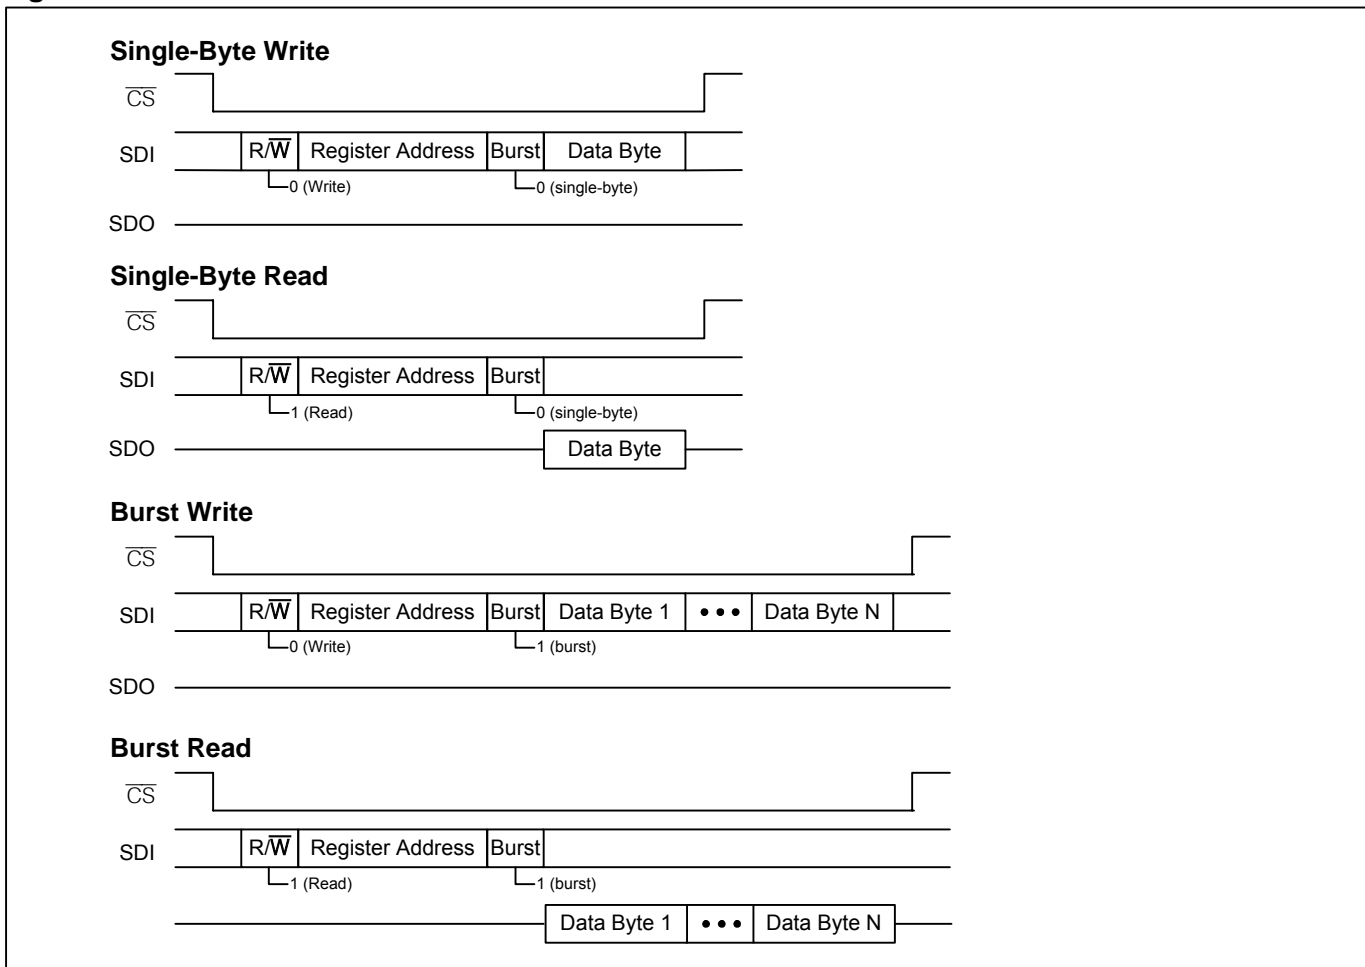 Single-Byte Write
CS
SDI R/W Register Address Burst Data Byte
0 (Write) 0 (single-byte)
SDO
Single-Byte Read
CS
SDI R/W Register Address Burst
1 (Read) 0 (single-byte)
SDO Data Byte
Burst Write
CS
SDI R/W Register Address Burst Data Byte 1 ••• Data Byte N
0 (Write) 1 (burst)
SDO
Burst Read
CS
SDI R/W Register Address Burst
1 (Read) 1 (burst)
Data Byte 1 ••• Data Byte N